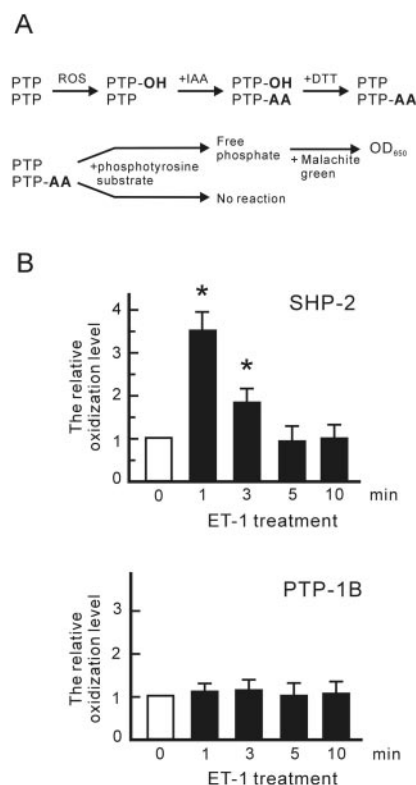 A
PTP ROS PTP-OH +IAA PTP-OH +DTT PTP
PTP PTP PTP-AA PTP-AA
PTP
PTP-AA
+phosphotyrosine
substrate
Free
phosphate
+ Malachite
green
OD650
No reaction
B
SHP-2
The relative
oxidization level
4
3
2
1
0
*
*
0 1 3 5 10 min
ET-1 treatment
PTP-1B
The relative
oxidization level
3
2
1
0
0 1 3 5 10 min
ET-1 treatment